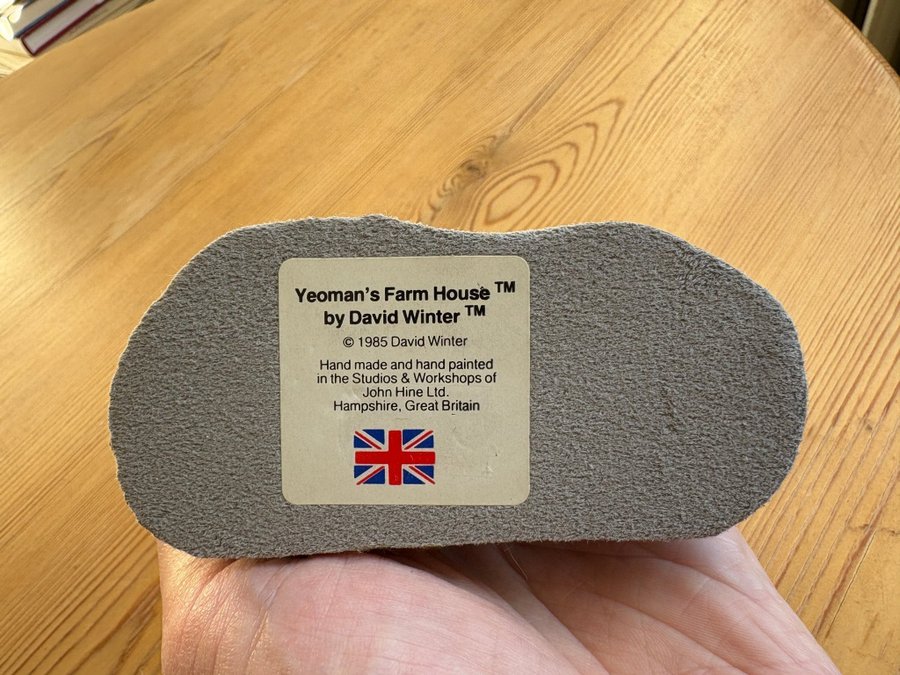 Yeoman's Farm House ™
by David Winter ™
© 1985 David Winter
Hand made and hand painted
in the Studios & Workshops of
John Hine Ltd.
Hampshire, Great Britain